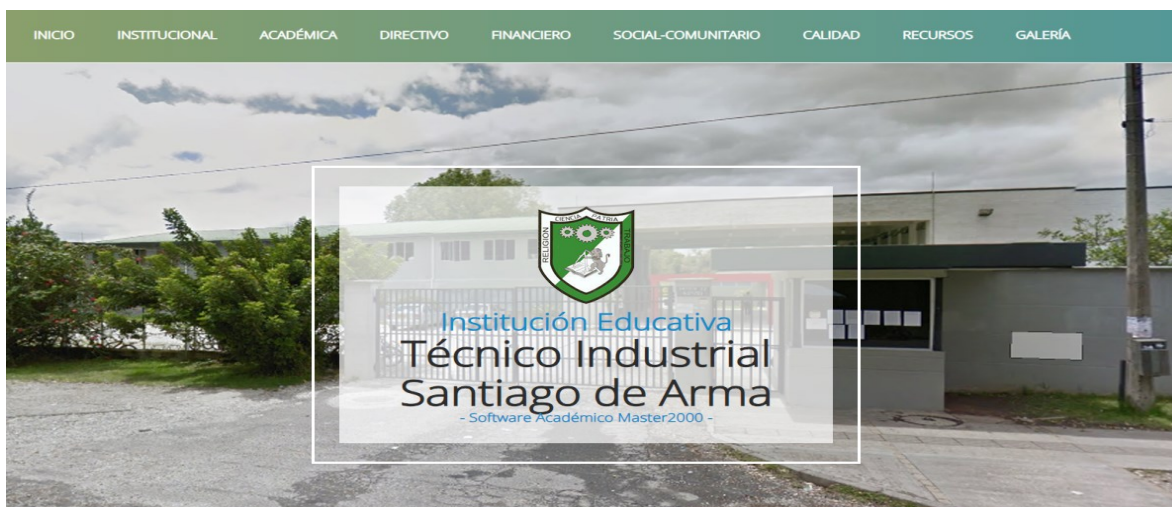 INICIO INSTITUCIONAL ACADÉMICA DIRECTIVO FINANCIERO SOCIAL-COMUNITARIO CALIDAD RECURSOS GALERÍA
CIENCIA PATRIA
RELIGION
TRABAJO
Institución Educativa
Técnico Industrial
Santiago de Arma
- Software Académico Master2000 -